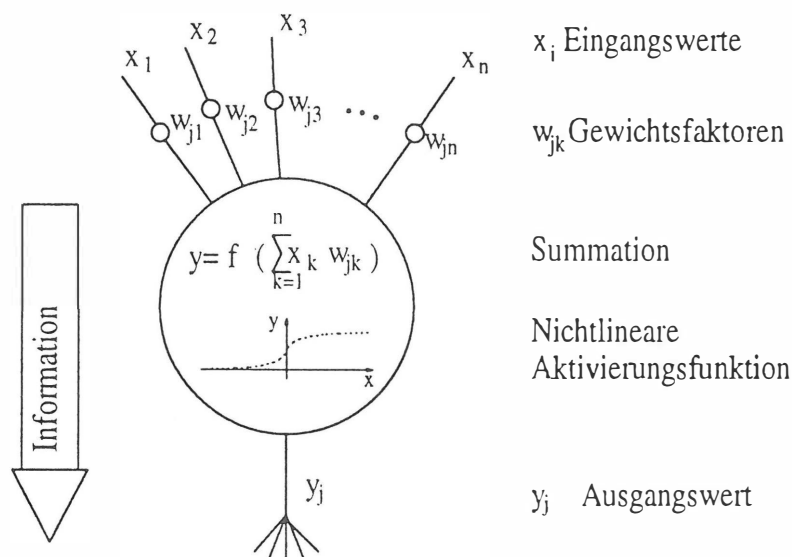 x1 x2 x3 xn
wj1 wj2 wj3 ... wjn
y= f ( n∑k=1 xk wjk )
y
x
yj
Information
xi Eingangswerte
wjk Gewichtsfaktoren
Summation
Nichtlineare
Aktivierungsfunktion
yj Ausgangswert